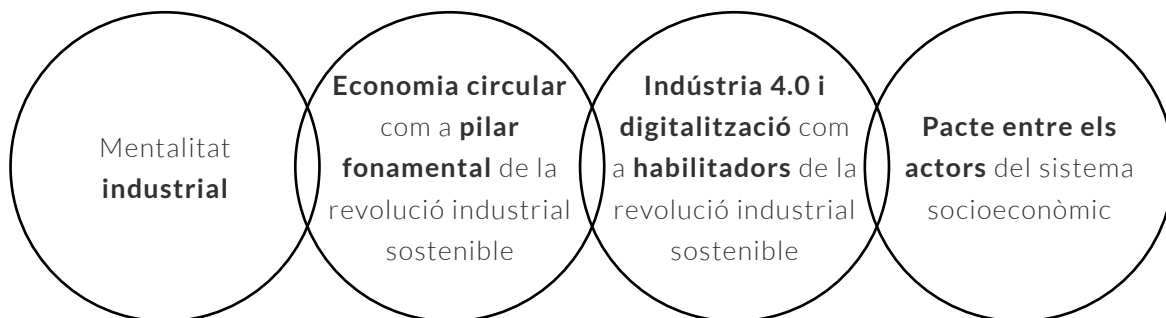 Mentalitat
industrial
Economia circular
com a pilar
fonamental de la
revolució industrial
sostenible
Indústria 4.0 i
digitalització com
a habilitadors de la
revolució industrial
sostenible
Pacte entre els
actors del sistema
socioeconòmic